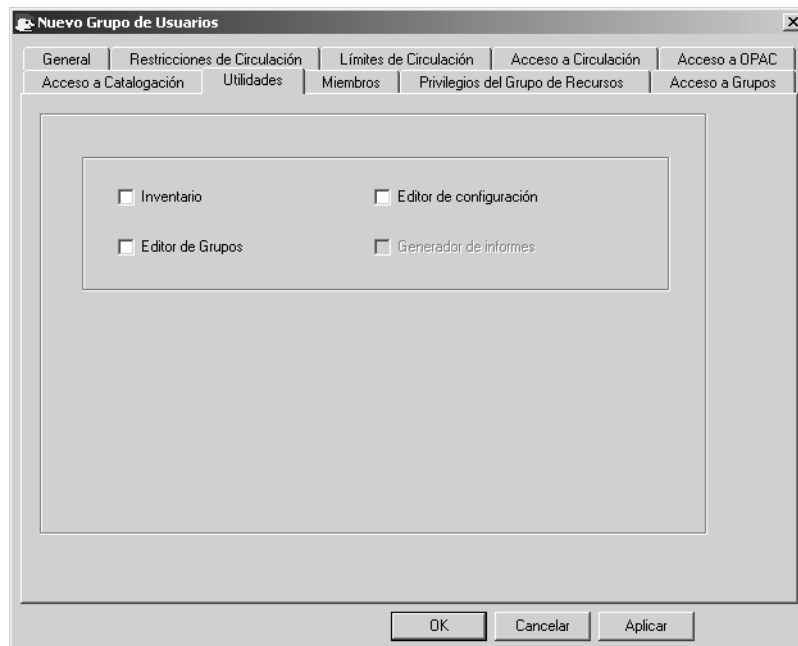 Nuevo Grupo de Usuarios
General Restricciones de Circulación Límites de Circulación Acceso a Circulación Acceso a OPAC
Acceso a Catalogación Utilidades Miembros Privilegios del Grupo de Recursos Acceso a Grupos
Inventario Editor de configuración
Editor de Grupos Generador de informes
OK Cancelar Aplicar